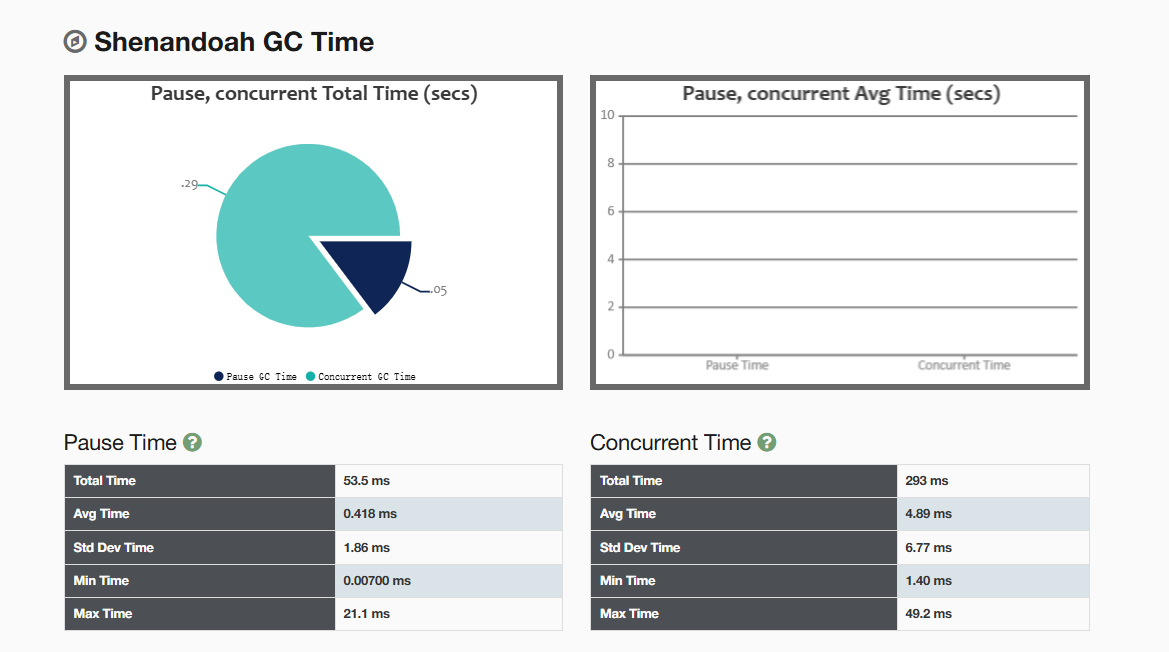 Shenandoah GC Time
Pause, concurrent Total Time (secs)
.29
.05
Pause GC Time Concurrent GC Time
Pause, concurrent Avg Time (secs)
10
8
6
4
2
0
Pause Time Concurrent Time
Pause Time ?
Total Time 53.5 ms
Avg Time 0.418 ms
Std Dev Time 1.86 ms
Min Time 0.00700 ms
Max Time 21.1 ms
Concurrent Time ?
Total Time 293 ms
Avg Time 4.89 ms
Std Dev Time 6.77 ms
Min Time 1.40 ms
Max Time 49.2 ms